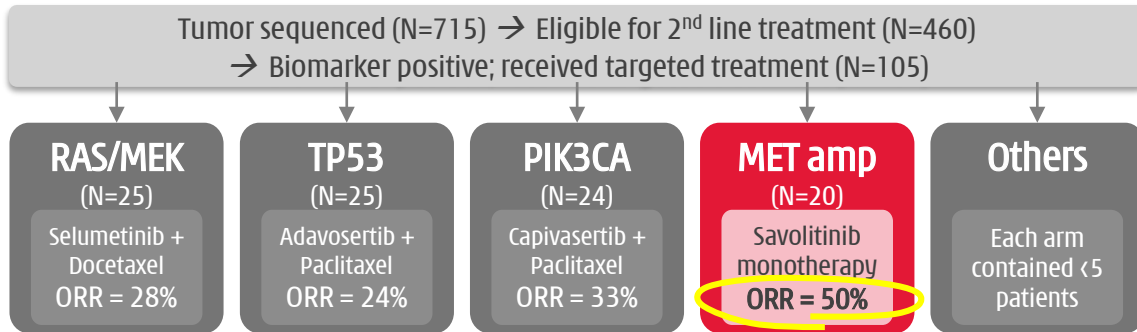 Tumor sequenced (N=715) → Eligible for 2nd line treatment (N=460)
→ Biomarker positive; received targeted treatment (N=105)
RAS/MEK
(N=25)
Selumetinib +
Docetaxel
ORR = 28%
TP53
(N=25)
Adavosertib +
Paclitaxel
ORR = 24%
PIK3CA
(N=24)
Capivasertib +
Paclitaxel
ORR = 33%
MET amp
(N=20)
Savolitinib
monotherapy
ORR = 50%
Others
Each arm
contained <5
patients